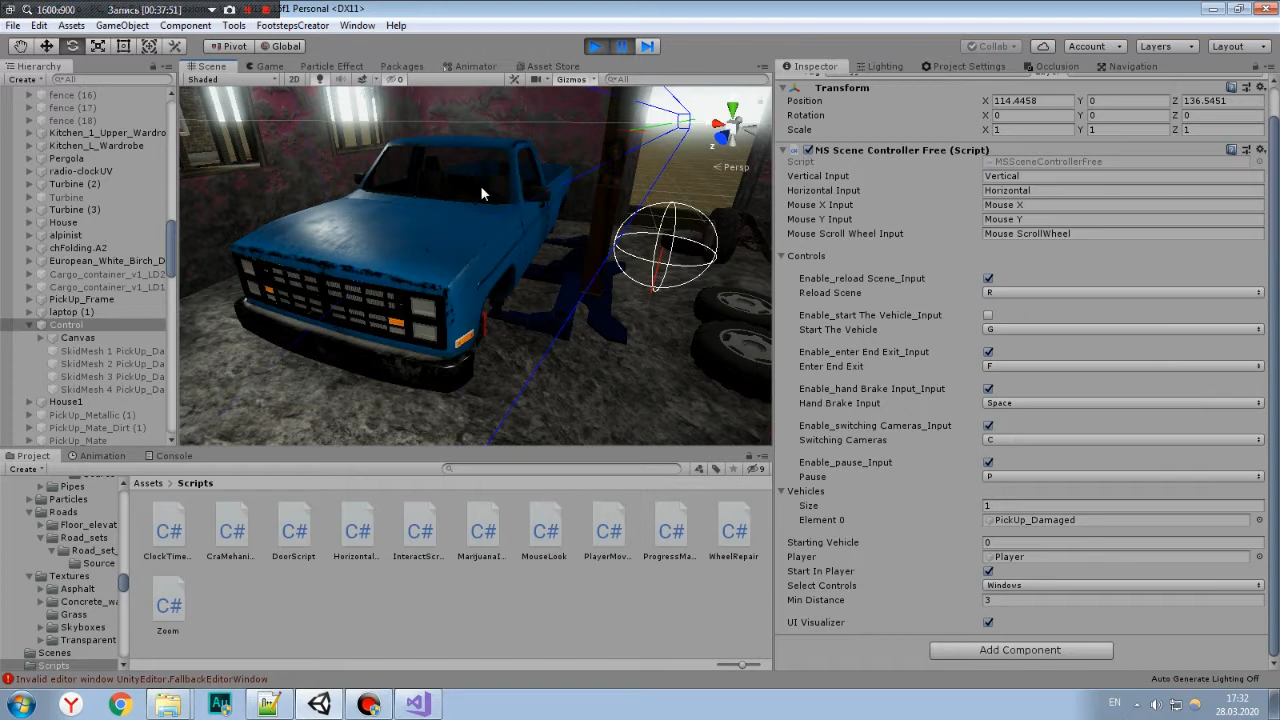 1600x900 Запись [00:37:51] of1 Personal <DX11>
File Edit Assets GameObject Component Tools FootstepsCreator Window Help
Pivot Global Collab Account Layers Layout
Hierarchy Scene Game Particle Effect Packages Animator Asset Store Inspector Lighting Project Settings Occlusion Navigation
Create All Shaded 2D 0 Gizmos All
Transform
fence (16)
fence (17)
fence (18)
Kitchen_1_Upper_Wardro
Kitchen_L_Wardrobe
Pergola
radio-clockUV
Turbine (2)
Turbine
Turbine (3)
House
alpinist
chFolding.A2
European_White_Birch_D
Cargo_container_v1_LD2
Cargo_container_v1_LD1
PickUp_Frame
laptop (1)
Control
Canvas
SkidMesh 1 PickUp_Da
SkidMesh 2 PickUp_Da
SkidMesh 3 PickUp_Da
SkidMesh 4 PickUp_Da
House1
PickUp_Metallic (1)
PickUp_Mate_Dirt (1)
PickUp_Mate
z
Persp
Position X 114.4458 Y 0 Z 136.5451
Rotation X 0 Y 0 Z 0
Scale X 1 Y 1 Z 1
MS Scene Controller Free (Script)
Script MSSceneControllerFree
Vertical Input Vertical
Horizontal Input Horizontal
Mouse X Input Mouse X
Mouse Y Input Mouse Y
Mouse Scroll Wheel Input Mouse ScrollWheel
Controls
Enable_reload Scene_Input
Reload Scene R
Enable_start The Vehicle_Input
Start The Vehicle G
Enable_enter End Exit_Input
Enter End Exit F
Enable_hand Brake Input_Input
Hand Brake Input Space
Enable_switching Cameras_Input
Switching Cameras C
Enable_pause_Input
Pause P
Vehicles
Size 1
Element 0 PickUp_Damaged
Starting Vehicle 0
Player Player
Start In Player
Select Controls Windows
Min Distance 3
UI Visualizer
Add Component
Project Animation Console
Create 9
Pipes
Particles
Roads
Floor_elevat
Road_sets
Road_set_
Source
Textures
Asphalt
Concrete_wa
Grass
Skyboxes
Transparent
Scenes
Scripts
Assets Scripts
C# C# C# C# C# C# C# C# C# C#
ClockTime... CraMehani... DoorScript Horizontal... InteractScr... MarijuanaI... MouseLook PlayerMov... ProgressMa... WheelRepair
C#
Zoom
Invalid editor window UnityEditor.FallbackEditorWindow
Auto Generate Lighting Off
EN 17:32
28.03.2020